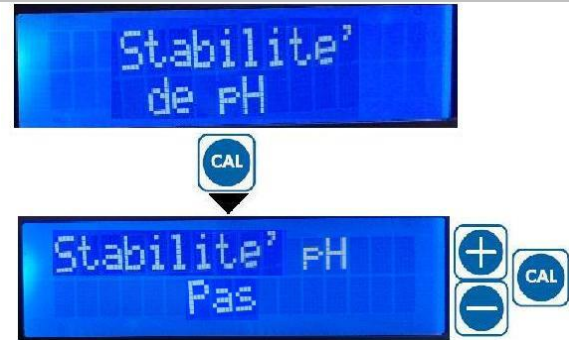 Stabilite'
de pH
CAL
Stabilite' pH
Pas
+
CAL
−